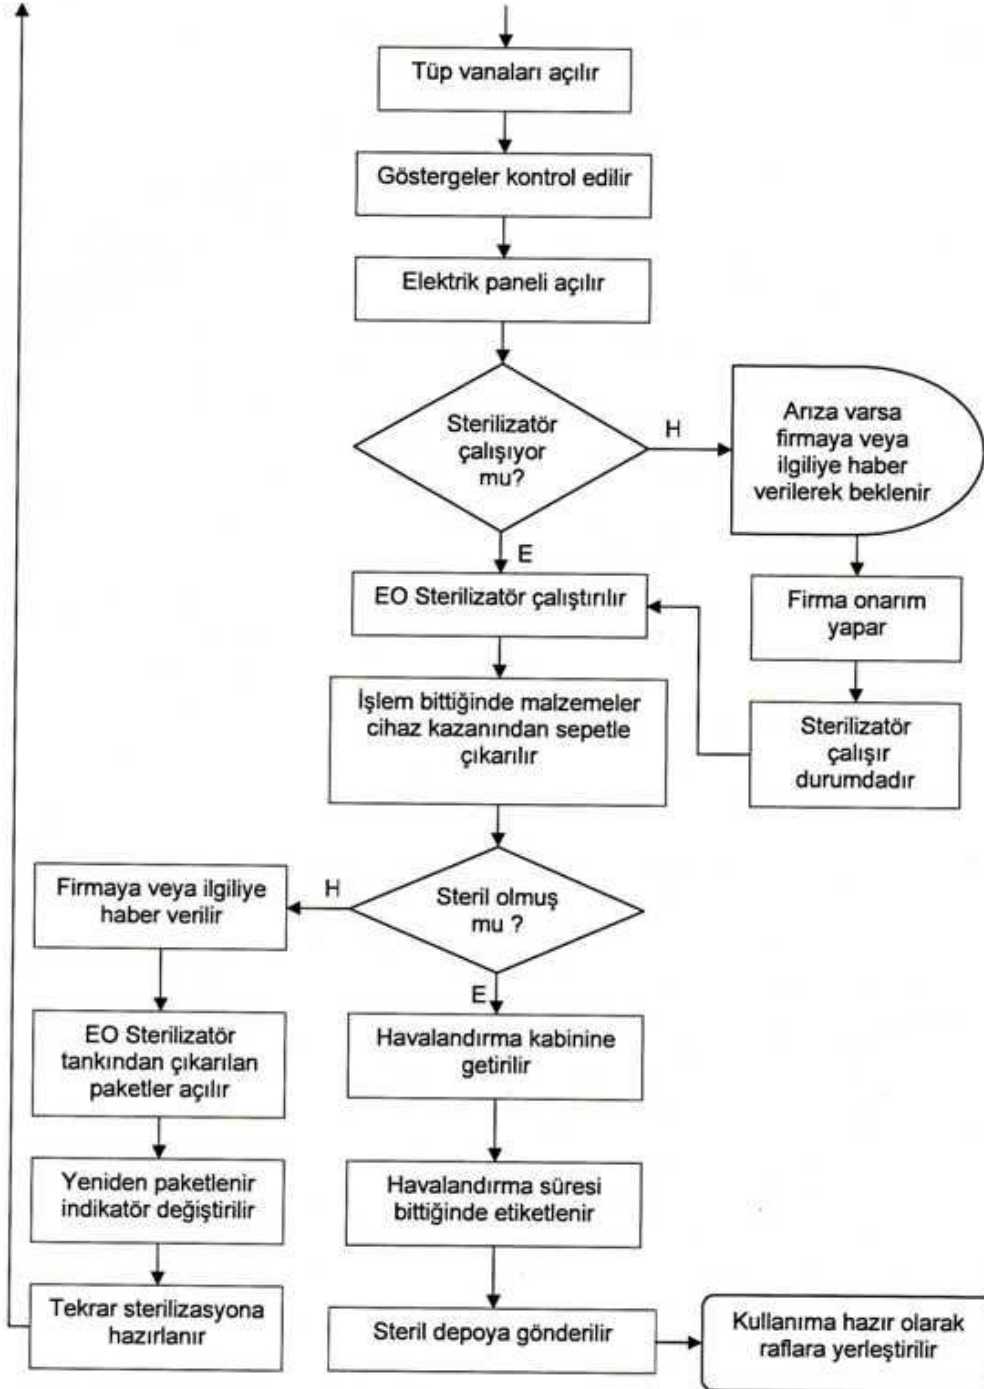 Tüp vanaları açılır
Göstergeler kontrol edilir
Elektrik paneli açılır
Sterilizatör
çalışıyor
mu?
H
Arıza varsa
firmaya veya
ilgiliye haber
verilerek beklenir
E
EO Sterilizatör çalıştırılır
Firma onarım
yapar
İşlem bittiğinde malzemeler
cihaz kazanından sepetle
çıkarılır
Sterilizatör
çalışır
durumdadır
Steril olmuş
mu ?
H
Firmaya veya ilgiliye
haber verilir
E
EO Sterilizatör
tankından çıkarılan
paketler açılır
Havalandırma kabinine
getirilir
Yeniden paketlenir
indikatör değiştirilir
Havalandırma süresi
bittiğinde etiketlenir
Tekrar sterilizasyona
hazırlanır
Steril depoya gönderilir
Kullanıma hazır olarak
raflara yerleştirilir